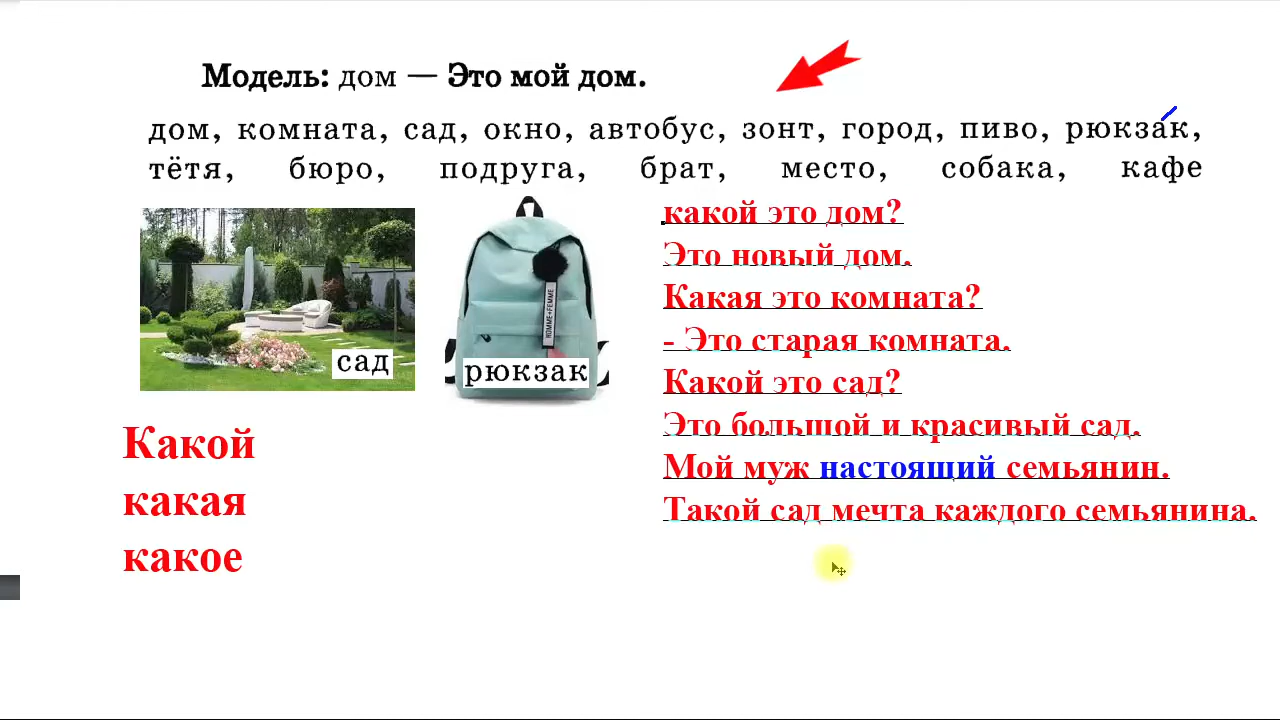 Модель: дом — Это мой дом.
дом, комната, сад, окно, автобус, зонт, город, пиво, рюкзак,
тётя, бюро, подруга, брат, место, собака, кафе
какой это дом?
Это новый дом.
Какая это комната?
- Это старая комната.
Какой это сад?
Это большой и красивый сад.
Мой муж настоящий семьянин.
Такой сад мечта каждого семьянина.
HOMME+FEMME
сад
рюкзак
Какой
какая
какое